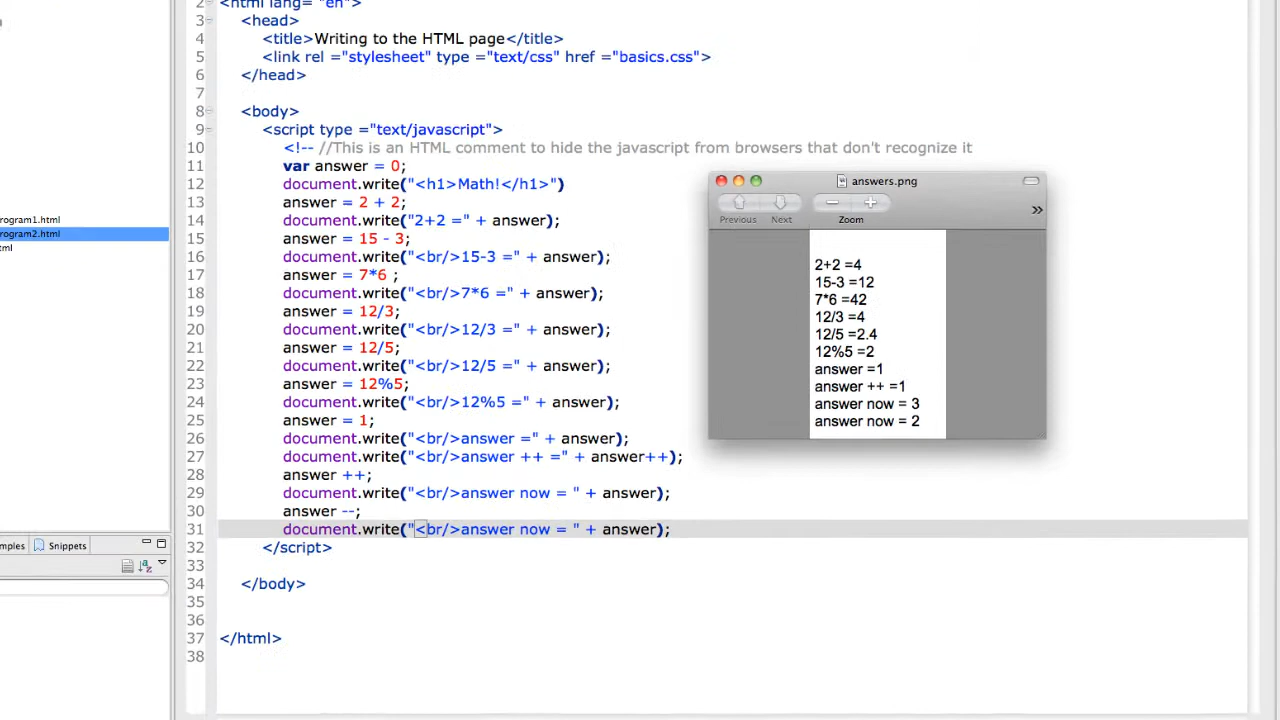 2 <html lang= "en">
3 <head>
4 <title>Writing to the HTML page</title>
5 <link rel ="stylesheet" type ="text/css" href ="basics.css">
6 </head>
7
8 <body>
9 <script type ="text/javascript">
10 <!-- //This is an HTML comment to hide the javascript from browsers that don't recognize it
11 var answer = 0;
12 document.write("<h1>Math!</h1>")
13 answer = 2 + 2;
14 document.write("2+2 =" + answer);
15 answer = 15 - 3;
16 document.write("<br/>15-3 =" + answer);
17 answer = 7*6 ;
18 document.write("<br/>7*6 =" + answer);
19 answer = 12/3;
20 document.write("<br/>12/3 =" + answer);
21 answer = 12/5;
22 document.write("<br/>12/5 =" + answer);
23 answer = 12%5;
24 document.write("<br/>12%5 =" + answer);
25 answer = 1;
26 document.write("<br/>answer =" + answer);
27 document.write("<br/>answer ++ =" + answer++);
28 answer ++;
29 document.write("<br/>answer now = " + answer);
30 answer --;
31 document.write("<br/>answer now = " + answer);
32 </script>
33
34 </body>
35
36
37 </html>
38
answers.png
Previous Next Zoom
2+2 =4
15-3 =12
7*6 =42
12/3 =4
12/5 =2.4
12%5 =2
answer =1
answer ++ =1
answer now = 3
answer now = 2
rogram1.html
rogram2.html
tml
mples Snippets